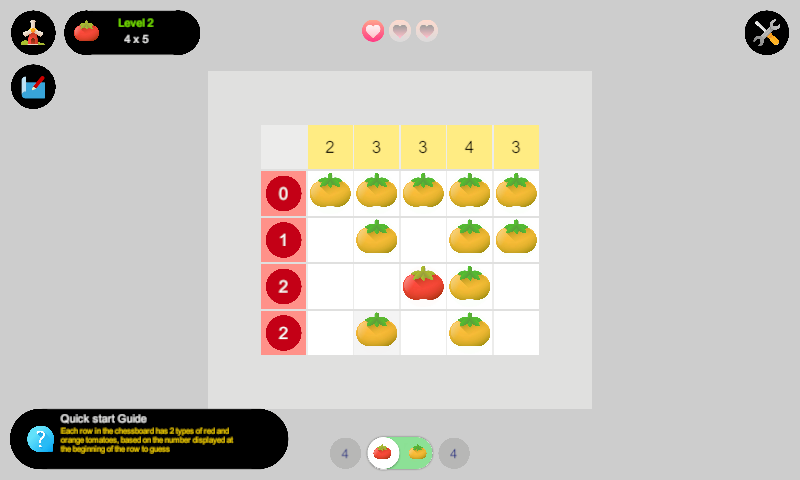 Level 2
4 x 5
2 3 3 4 3
0
1
2
2
Quick start Guide
Each row in the chessboard has 2 types of red and
orange tomatoes, based on the number displayed at
the beginning of the row to guess
?
4 4